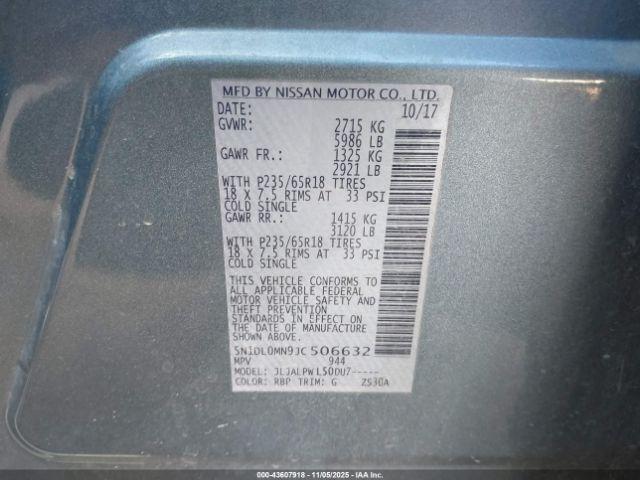 MFD BY NISSAN MOTOR CO., LTD.
DATE: 10/17
GVWR: 2715 KG
5986 LB
GAWR FR.: 1325 KG
2921 LB
WITH P235/65R18 TIRES
18 X 7.5 RIMS AT 33 PSI
COLD SINGLE
GAWR RR.: 1415 KG
3120 LB
WITH P235/65R18 TIRES
18 X 7.5 RIMS AT 33 PSI
COLD SINGLE
THIS VEHICLE CONFORMS TO
ALL APPLICABLE FEDERAL
MOTOR VEHICLE SAFETY AND
THEFT PREVENTION
STANDARDS IN EFFECT ON
THE DATE OF MANUFACTURE
SHOWN ABOVE.
5N1DL0MN9JC506632
MPV 944
MODEL: JLJALPWL50DU7-----
COLOR: RBP TRIM: G ZS30A
000-43607918 - 11/05/2025 - IAAI.COM